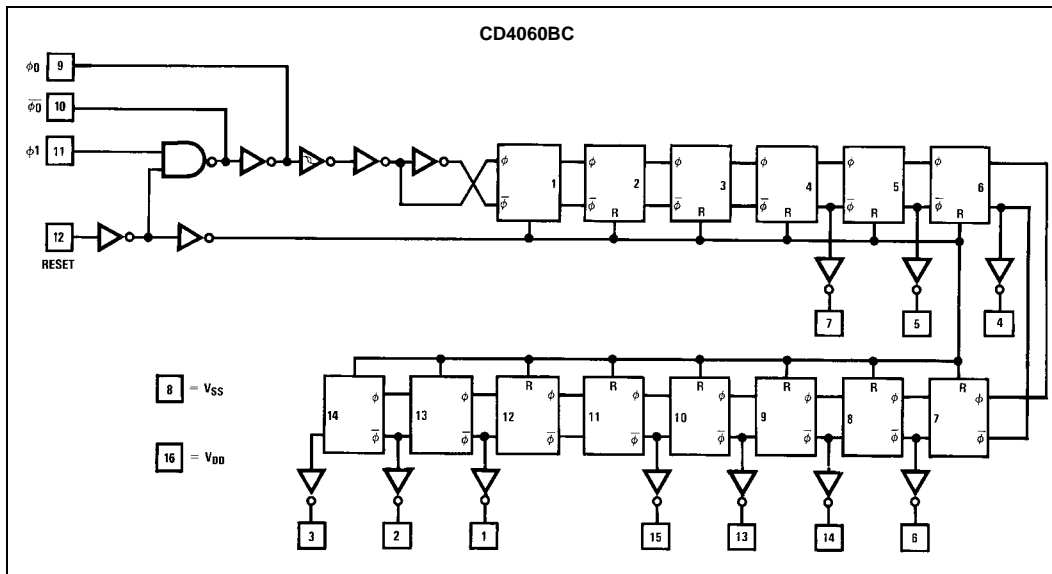 CD4060BC
φ0 9
φ0 10
φ1 11
12
RESET
φ φ 1
φ 2 R
φ 3 R
φ φ 4 R
φ φ 5 R
φ 6 R
7 5 4
8 = VSS
16 = VDD
14 φ
13 φ φ
R 12 φ φ
R 11 φ φ
R 10 φ φ
R 9 φ φ
R 8 φ φ
R 7 φ φ
3 2 1 15 13 14 6